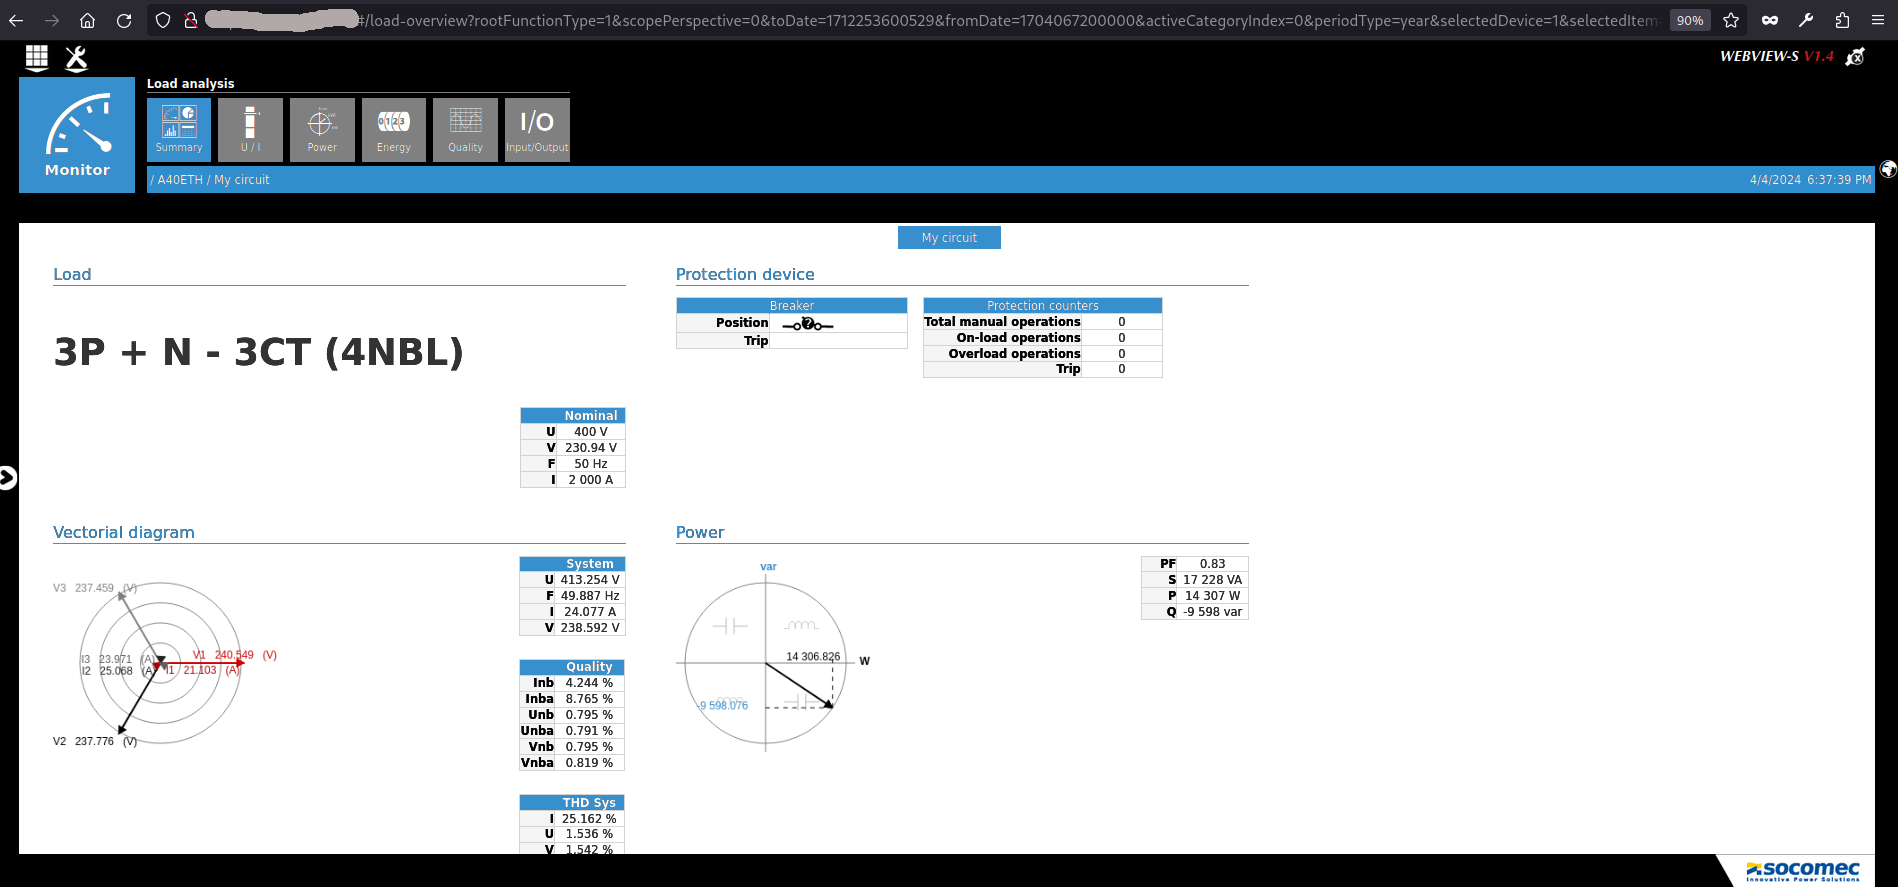 #/load-overview?rootFunctionType=1&scopePerspective=0&toDate=1712253600529&fromDate=1704067200000&activeCategoryIndex=0&periodType=year&selectedDevice=1&selectedItem=
90%
WEBVIEW-S V1.4
Monitor
Load analysis
Summary
U / I
Power
0123
Energy
Quality
I/O
Input/Output
/ A40ETH / My circuit
4/4/2024 6:37:39 PM
My circuit
Load
3P + N - 3CT (4NBL)
Nominal
U 400 V
V 230.94 V
F 50 Hz
I 2 000 A
Protection device
Breaker
Position ?
Trip
Protection counters
Total manual operations 0
On-load operations 0
Overload operations 0
Trip 0
Vectorial diagram
V3 237.459 (V)
V1 240.549 (V)
I3 23.971 (A)
I1 21.103 (A)
I2 25.068 (A)
V2 237.776 (V)
System
U 413.254 V
F 49.887 Hz
I 24.077 A
V 238.592 V
Quality
Inb 4.244 %
Inba 8.765 %
Unb 0.795 %
Unba 0.791 %
Vnb 0.795 %
Vnba 0.819 %
THD Sys
I 25.162 %
U 1.536 %
V 1.542 %
Power
var
14 306.826
W
-9 598.076
PF 0.83
S 17 228 VA
P 14 307 W
Q -9 598 var
socomec
Innovative Power Solutions